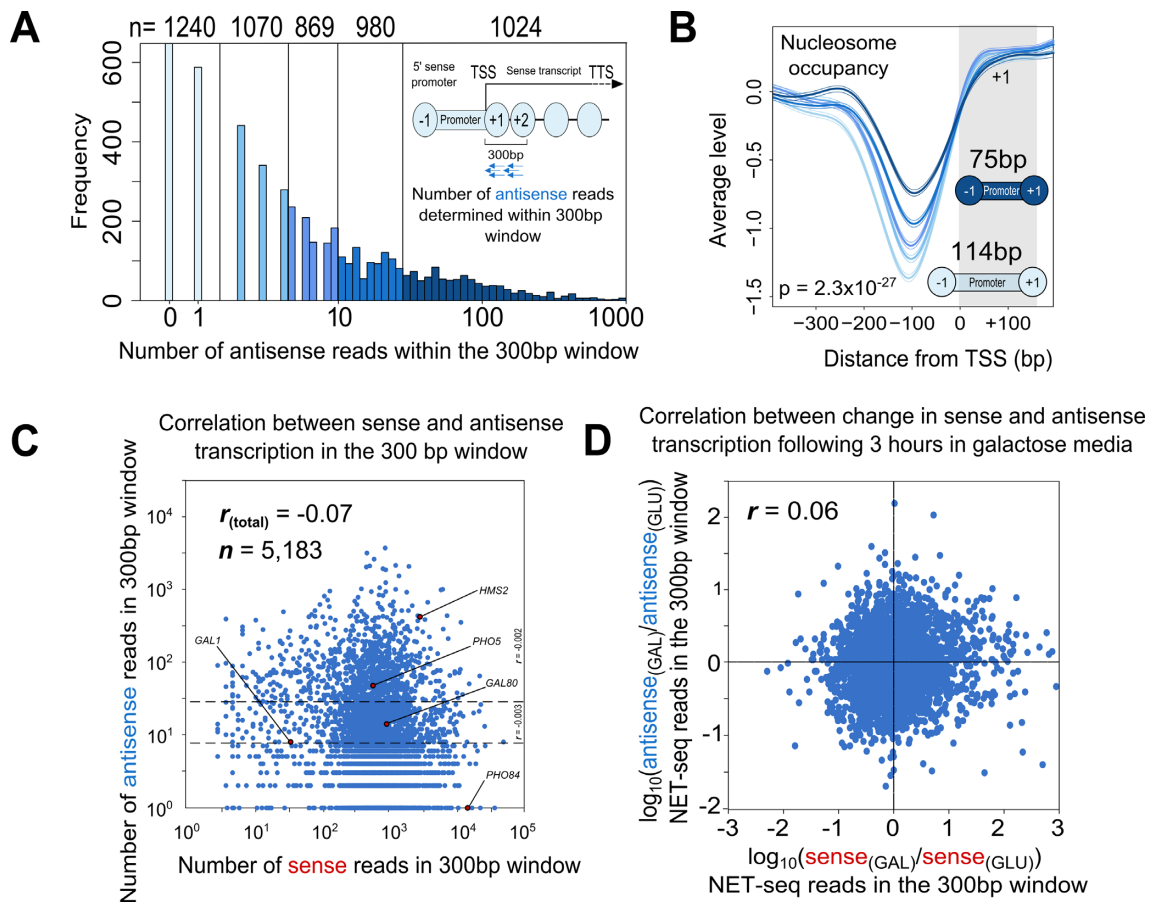 A
n= 1240 1070 869 980 1024
Frequency
600
400
200
0
5' sense
promoter
TSS
Sense transcript
TTS
-1
Promoter
+1
+2
300bp
Number of antisense reads
determined within 300bp
window
0 1 10 100 1000
Number of antisense reads within the 300bp window
B
Nucleosome
occupancy
Average level
0.0
−0.5
−1.0
−1.5
+1
75bp
-1 Promoter +1
114bp
-1 Promoter +1
p = 2.3x10-27
−300 −200 −100 0 +100
Distance from TSS (bp)
C
Correlation between sense and antisense
transcription in the 300 bp window
Number of antisense reads in 300bp window
r(total) = -0.07
n = 5,183
10⁴
10³
10²
10¹
10⁰
HMS2
PHO5
GAL1
GAL80
PHO84
r = -0.002
r = -0.003
10⁰ 10¹ 10² 10³ 10⁴ 10⁵
Number of sense reads in 300bp window
D
Correlation between change in sense and antisense
transcription following 3 hours in galactose media
log10(antisense(GAL)/antisense(GLU))
NET-seq reads in the 300bp window
r = 0.06
2
1
0
-1
-2
-3 -2 -1 0 1 2 3
log10(sense(GAL)/sense(GLU))
NET-seq reads in the 300bp window